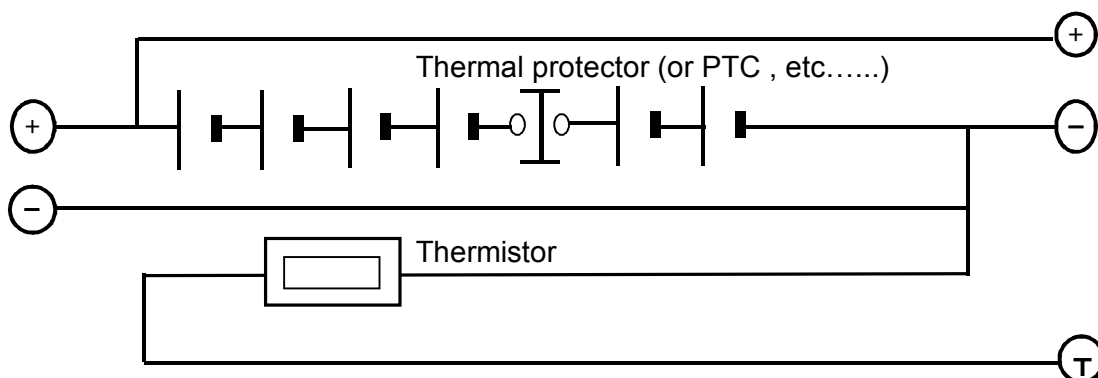 +
Thermal protector (or PTC , etc…...)
+
−
−
Thermistor
T